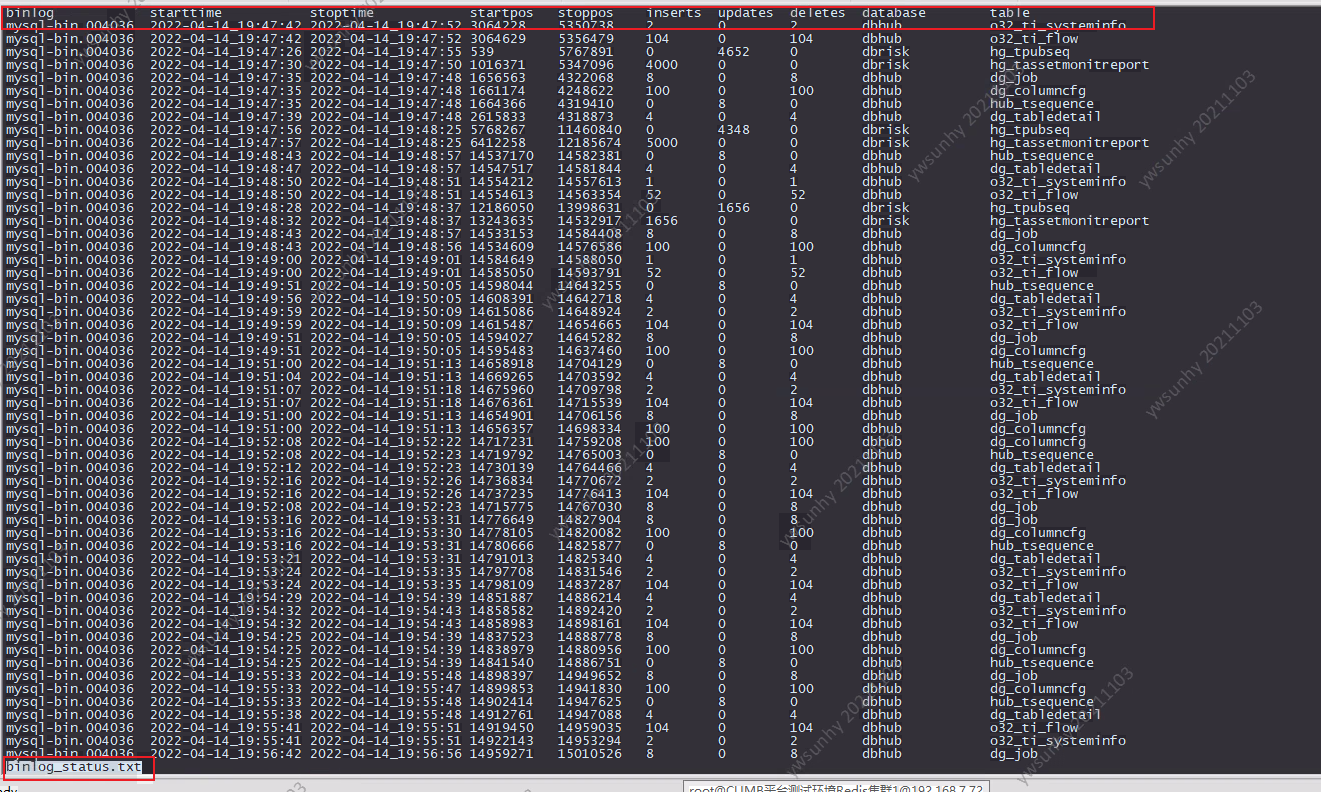 binlog starttime stoptime startpos stoppos inserts updates deletes database table
mysql-bin.004036 2022-04-14_19:47:42 2022-04-14_19:47:52 3064228 5350738 2 0 2 dbhub o32_ti_systeminfo
mysql-bin.004036 2022-04-14_19:47:42 2022-04-14_19:47:52 3064629 5356479 104 0 104 dbhub o32_ti_flow
mysql-bin.004036 2022-04-14_19:47:26 2022-04-14_19:47:55 539 5767891 0 4652 0 dbrisk hg_tpubseq
mysql-bin.004036 2022-04-14_19:47:30 2022-04-14_19:47:50 1016371 5347096 4000 0 0 dbrisk hg_tassetmonitreport
mysql-bin.004036 2022-04-14_19:47:35 2022-04-14_19:47:48 1656563 4322068 8 0 8 dbhub dg_job
mysql-bin.004036 2022-04-14_19:47:35 2022-04-14_19:47:48 1661174 4248622 100 0 100 dbhub dg_columncfg
mysql-bin.004036 2022-04-14_19:47:35 2022-04-14_19:47:48 1664366 4319410 0 8 0 dbhub hub_tsequence
mysql-bin.004036 2022-04-14_19:47:39 2022-04-14_19:47:48 2615833 4318873 4 0 4 dbhub dg_tabledetail
mysql-bin.004036 2022-04-14_19:47:56 2022-04-14_19:48:25 5768267 11460840 0 4348 0 dbrisk hg_tpubseq
mysql-bin.004036 2022-04-14_19:47:57 2022-04-14_19:48:25 6412258 12185674 5000 0 0 dbrisk hg_tassetmonitreport
mysql-bin.004036 2022-04-14_19:48:43 2022-04-14_19:48:57 14537170 14582381 0 8 0 dbhub hub_tsequence
mysql-bin.004036 2022-04-14_19:48:47 2022-04-14_19:48:57 14547517 14581844 4 0 4 dbhub dg_tabledetail
mysql-bin.004036 2022-04-14_19:48:50 2022-04-14_19:48:51 14554212 14557613 1 0 1 dbhub o32_ti_systeminfo
mysql-bin.004036 2022-04-14_19:48:50 2022-04-14_19:48:51 14554613 14563354 52 0 52 dbhub o32_ti_flow
mysql-bin.004036 2022-04-14_19:48:28 2022-04-14_19:48:37 12186050 13998631 0 1656 0 dbrisk hg_tpubseq
mysql-bin.004036 2022-04-14_19:48:32 2022-04-14_19:48:37 13243635 14532917 1656 0 0 dbrisk hg_tassetmonitreport
mysql-bin.004036 2022-04-14_19:48:43 2022-04-14_19:48:57 14533153 14584408 8 0 8 dbhub dg_job
mysql-bin.004036 2022-04-14_19:48:43 2022-04-14_19:48:56 14534609 14576586 100 0 100 dbhub dg_columncfg
mysql-bin.004036 2022-04-14_19:49:00 2022-04-14_19:49:01 14584649 14588050 1 0 1 dbhub o32_ti_systeminfo
mysql-bin.004036 2022-04-14_19:49:00 2022-04-14_19:49:01 14585050 14593791 52 0 52 dbhub o32_ti_flow
mysql-bin.004036 2022-04-14_19:49:51 2022-04-14_19:50:05 14598044 14643255 0 8 0 dbhub hub_tsequence
mysql-bin.004036 2022-04-14_19:49:56 2022-04-14_19:50:05 14608391 14642718 4 0 4 dbhub dg_tabledetail
mysql-bin.004036 2022-04-14_19:49:59 2022-04-14_19:50:09 14615086 14648924 2 0 2 dbhub o32_ti_systeminfo
mysql-bin.004036 2022-04-14_19:49:59 2022-04-14_19:50:09 14615487 14654665 104 0 104 dbhub o32_ti_flow
mysql-bin.004036 2022-04-14_19:49:51 2022-04-14_19:50:05 14594027 14645282 8 0 8 dbhub dg_job
mysql-bin.004036 2022-04-14_19:49:51 2022-04-14_19:50:05 14595483 14637460 100 0 100 dbhub dg_columncfg
mysql-bin.004036 2022-04-14_19:51:00 2022-04-14_19:51:13 14658918 14704129 0 8 0 dbhub hub_tsequence
mysql-bin.004036 2022-04-14_19:51:04 2022-04-14_19:51:13 14669265 14703592 4 0 4 dbhub dg_tabledetail
mysql-bin.004036 2022-04-14_19:51:07 2022-04-14_19:51:18 14675960 14709798 2 0 2 dbhub o32_ti_systeminfo
mysql-bin.004036 2022-04-14_19:51:07 2022-04-14_19:51:18 14676361 14715539 104 0 104 dbhub o32_ti_flow
mysql-bin.004036 2022-04-14_19:51:00 2022-04-14_19:51:13 14654901 14706156 8 0 8 dbhub dg_job
mysql-bin.004036 2022-04-14_19:51:00 2022-04-14_19:51:13 14656357 14698334 100 0 100 dbhub dg_columncfg
mysql-bin.004036 2022-04-14_19:52:08 2022-04-14_19:52:22 14717231 14759208 100 0 100 dbhub dg_columncfg
mysql-bin.004036 2022-04-14_19:52:08 2022-04-14_19:52:23 14719792 14765003 0 8 0 dbhub hub_tsequence
mysql-bin.004036 2022-04-14_19:52:12 2022-04-14_19:52:23 14730139 14764466 4 0 4 dbhub dg_tabledetail
mysql-bin.004036 2022-04-14_19:52:16 2022-04-14_19:52:26 14736834 14770672 2 0 2 dbhub o32_ti_systeminfo
mysql-bin.004036 2022-04-14_19:52:16 2022-04-14_19:52:26 14737235 14776413 104 0 104 dbhub o32_ti_flow
mysql-bin.004036 2022-04-14_19:52:08 2022-04-14_19:52:23 14715775 14767030 8 0 8 dbhub dg_job
mysql-bin.004036 2022-04-14_19:53:16 2022-04-14_19:53:31 14776649 14827904 8 0 8 dbhub dg_job
mysql-bin.004036 2022-04-14_19:53:16 2022-04-14_19:53:30 14778105 14820082 100 0 100 dbhub dg_columncfg
mysql-bin.004036 2022-04-14_19:53:16 2022-04-14_19:53:31 14780666 14825877 0 8 0 dbhub hub_tsequence
mysql-bin.004036 2022-04-14_19:53:21 2022-04-14_19:53:31 14791013 14825340 4 0 4 dbhub dg_tabledetail
mysql-bin.004036 2022-04-14_19:53:24 2022-04-14_19:53:35 14797708 14831546 2 0 2 dbhub o32_ti_systeminfo
mysql-bin.004036 2022-04-14_19:53:24 2022-04-14_19:53:35 14798109 14837287 104 0 104 dbhub o32_ti_flow
mysql-bin.004036 2022-04-14_19:54:29 2022-04-14_19:54:39 14851887 14886214 4 0 4 dbhub dg_tabledetail
mysql-bin.004036 2022-04-14_19:54:32 2022-04-14_19:54:43 14858582 14892420 2 0 2 dbhub o32_ti_systeminfo
mysql-bin.004036 2022-04-14_19:54:32 2022-04-14_19:54:43 14858983 14898161 104 0 104 dbhub o32_ti_flow
mysql-bin.004036 2022-04-14_19:54:25 2022-04-14_19:54:39 14837523 14888778 8 0 8 dbhub dg_job
mysql-bin.004036 2022-04-14_19:54:25 2022-04-14_19:54:39 14838979 14880956 100 0 100 dbhub dg_columncfg
mysql-bin.004036 2022-04-14_19:54:25 2022-04-14_19:54:39 14841540 14886751 0 8 0 dbhub hub_tsequence
mysql-bin.004036 2022-04-14_19:55:33 2022-04-14_19:55:48 14898397 14949652 8 0 8 dbhub dg_job
mysql-bin.004036 2022-04-14_19:55:33 2022-04-14_19:55:47 14899853 14941830 100 0 100 dbhub dg_columncfg
mysql-bin.004036 2022-04-14_19:55:33 2022-04-14_19:55:48 14902414 14947625 0 8 0 dbhub hub_tsequence
mysql-bin.004036 2022-04-14_19:55:38 2022-04-14_19:55:48 14912761 14947088 4 0 4 dbhub dg_tabledetail
mysql-bin.004036 2022-04-14_19:55:41 2022-04-14_19:55:51 14919450 14959035 104 0 104 dbhub o32_ti_flow
mysql-bin.004036 2022-04-14_19:55:41 2022-04-14_19:55:51 14922143 14953294 2 0 2 dbhub o32_ti_systeminfo
mysql-bin.004036 2022-04-14_19:56:42 2022-04-14_19:56:56 14959271 15010526 8 0 8 dbhub dg_job
binlog_status.txt
ywsunhy 20211103